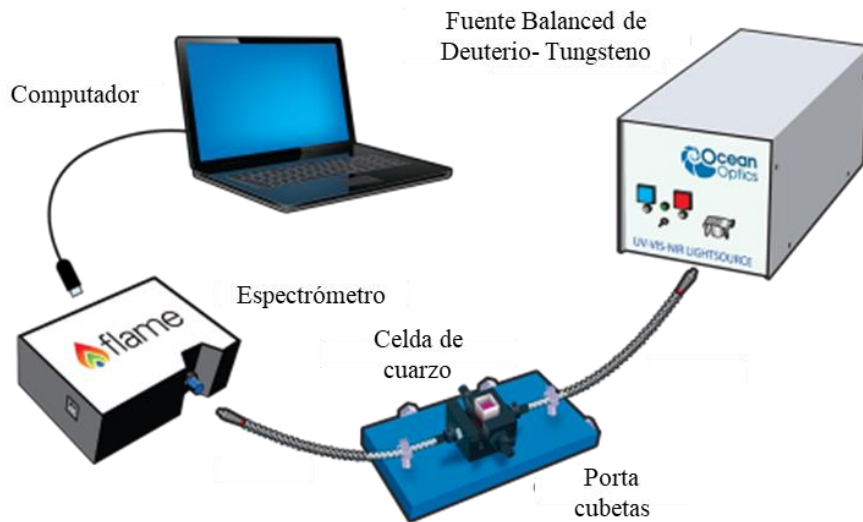 Fuente Balanced de
Deuterio- Tungsteno
Computador
Ocean
Optics
UV-VIS-NIR LIGHTSOURCE
Espectrómetro
flame
Celda de
cuarzo
Porta
cubetas